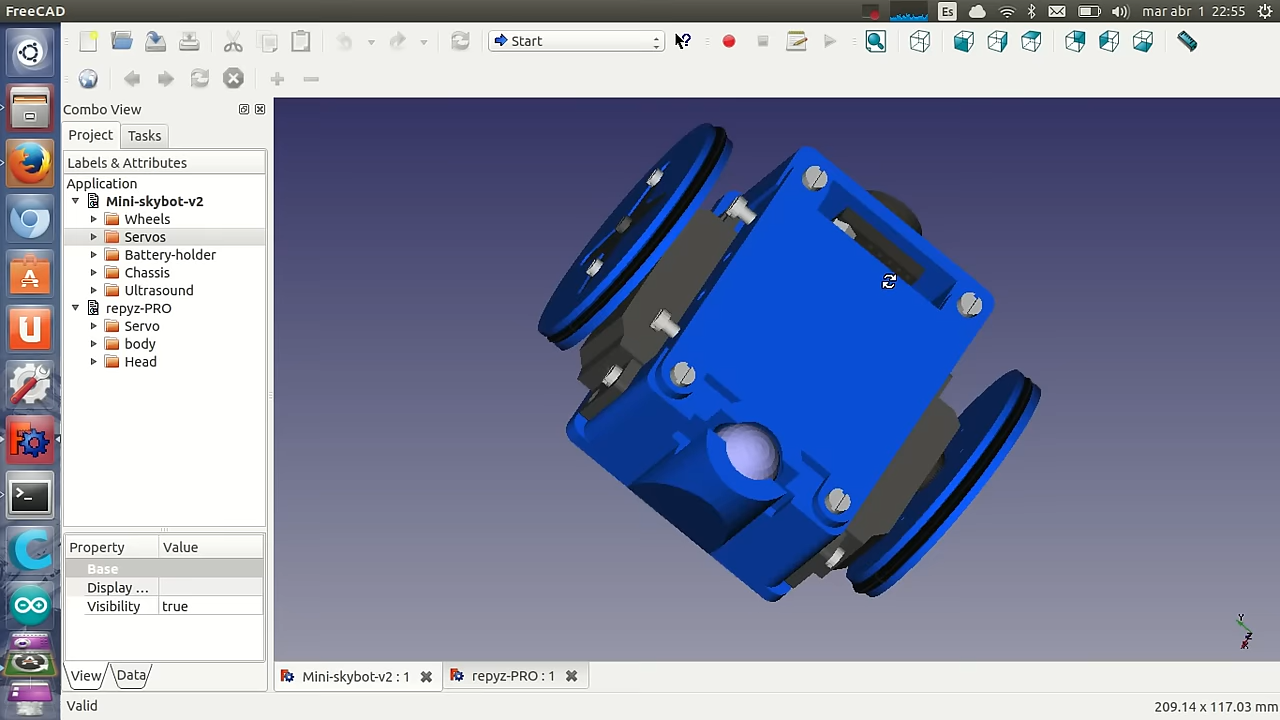 FreeCAD
Es
mar abr 1 22:55
Start
Combo View
Project
Tasks
Labels & Attributes
Application
Mini-skybot-v2
Wheels
Servos
Battery-holder
Chassis
Ultrasound
repyz-PRO
Servo
body
Head
Property
Value
Base
Display ...
Visibility
true
View
Data
Mini-skybot-v2 : 1
repyz-PRO : 1
Y
Z
X
Valid
209.14 x 117.03 mm